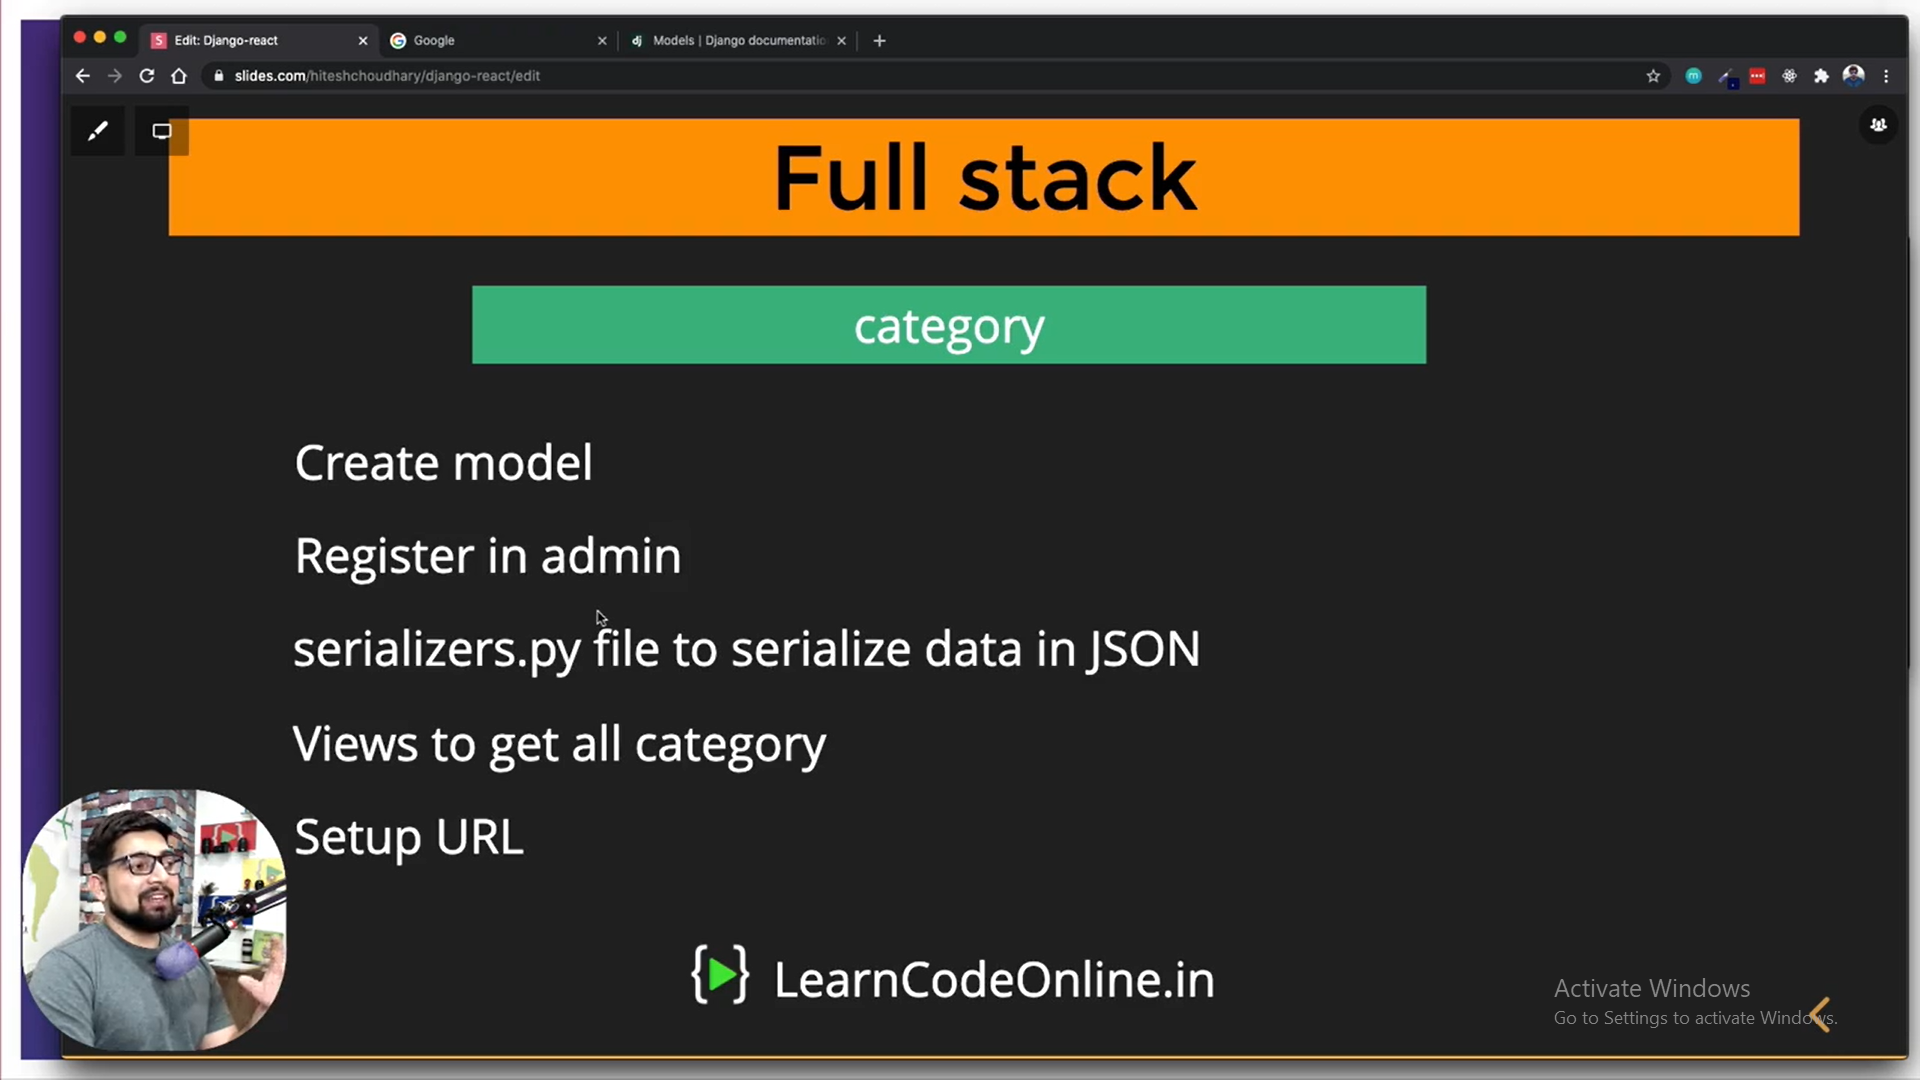 Edit: Django-react
Google
Models | Django documentatio
slides.com/hiteshchoudhary/django-react/edit
Full stack
category
Create model
Register in admin
serializers.py file to serialize data in JSON
Views to get all category
Setup URL
LearnCodeOnline.in
Activate Windows
Go to Settings to activate Windows.